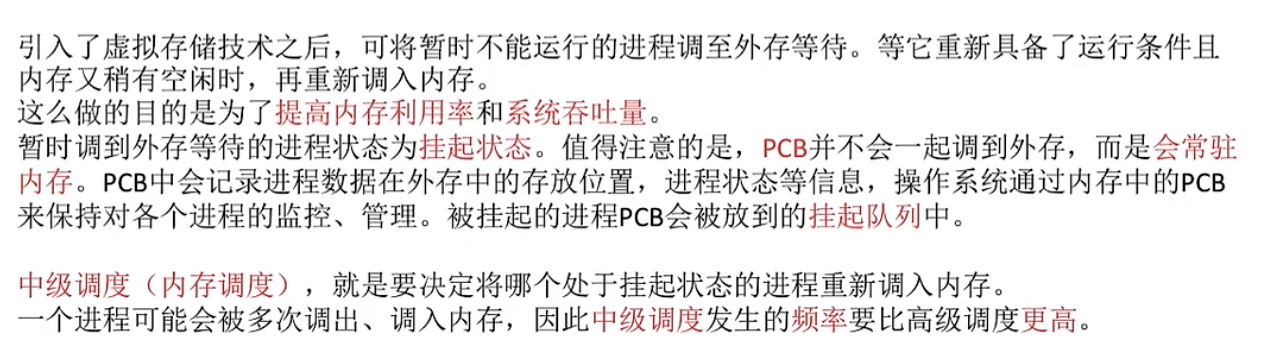 引入了虚拟存储技术之后，可将暂时不能运行的进程调至外存等待。等它重新具备了运行条件且
内存又稍有空闲时，再重新调入内存。
这么做的目的是为了提高内存利用率和系统吞吐量。
暂时调到外存等待的进程状态为挂起状态。值得注意的是，PCB并不会一起调到外存，而是会常驻
内存。PCB中会记录进程数据在外存中的存放位置，进程状态等信息，操作系统通过内存中的PCB
来保持对各个进程的监控、管理。被挂起的进程PCB会被放到的挂起队列中。
中级调度（内存调度），就是要决定将哪个处于挂起状态的进程重新调入内存。
一个进程可能会被多次调出、调入内存，因此中级调度发生的频率要比高级调度更高。